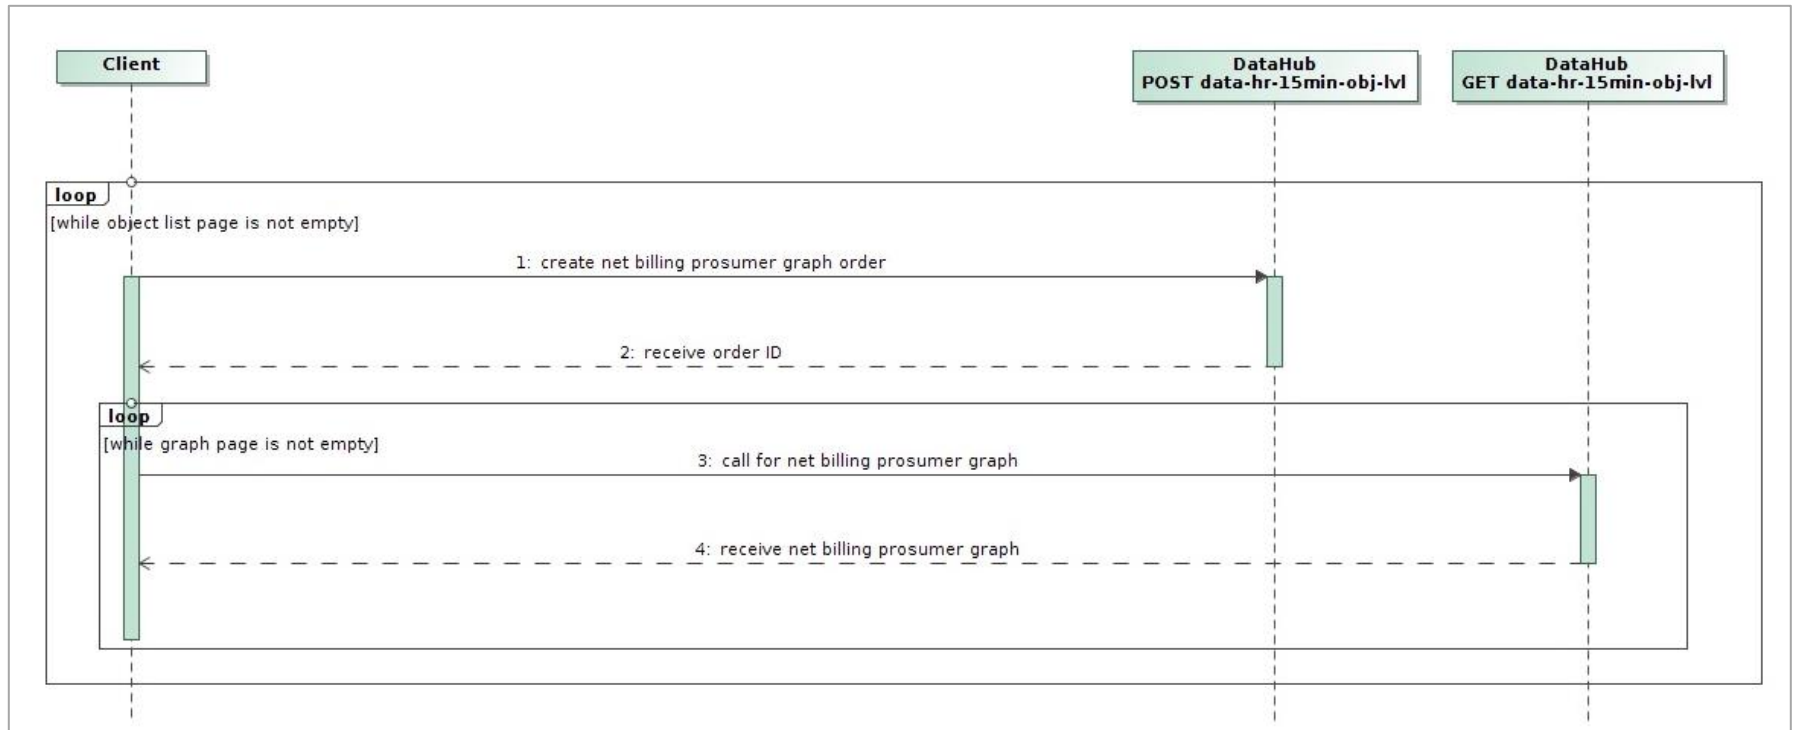 Client
DataHub
POST data-hr-15min-obj-lvl
DataHub
GET data-hr-15min-obj-lvl
loop
[while object list page is not empty]
1: create net billing prosumer graph order
2: receive order ID
loop
[while graph page is not empty]
3: call for net billing prosumer graph
4: receive net billing prosumer graph